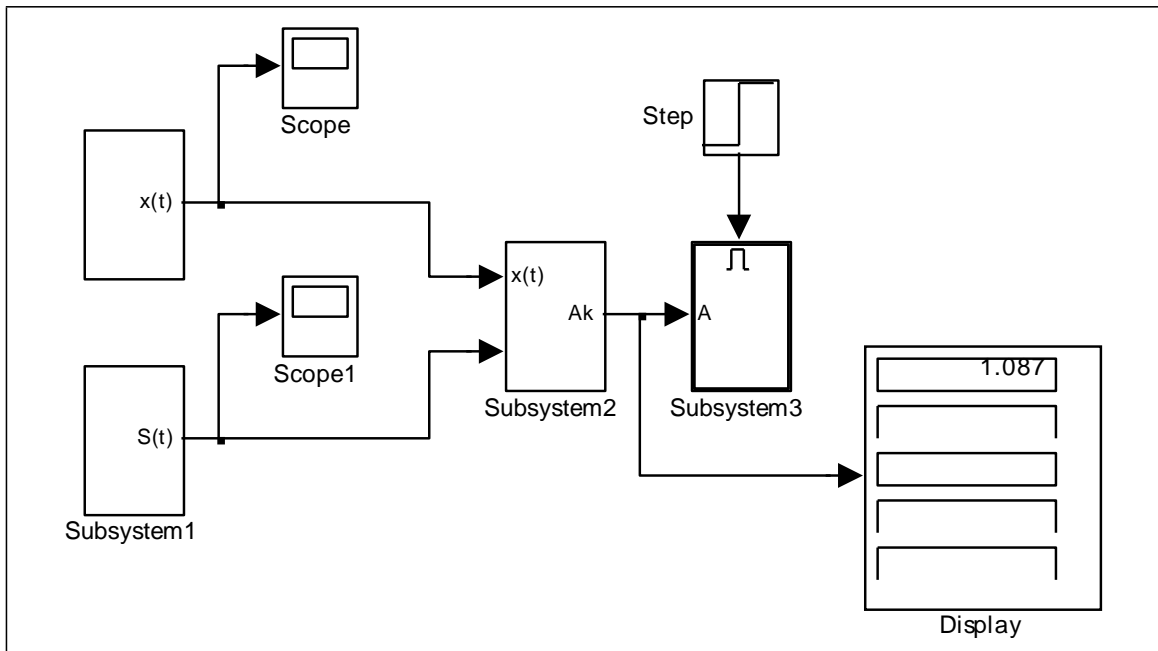 Scope
Step
x(t)
x(t)
Ak
A
Scope1
Subsystem2
Subsystem3
1.087
S(t)
Subsystem1
Display